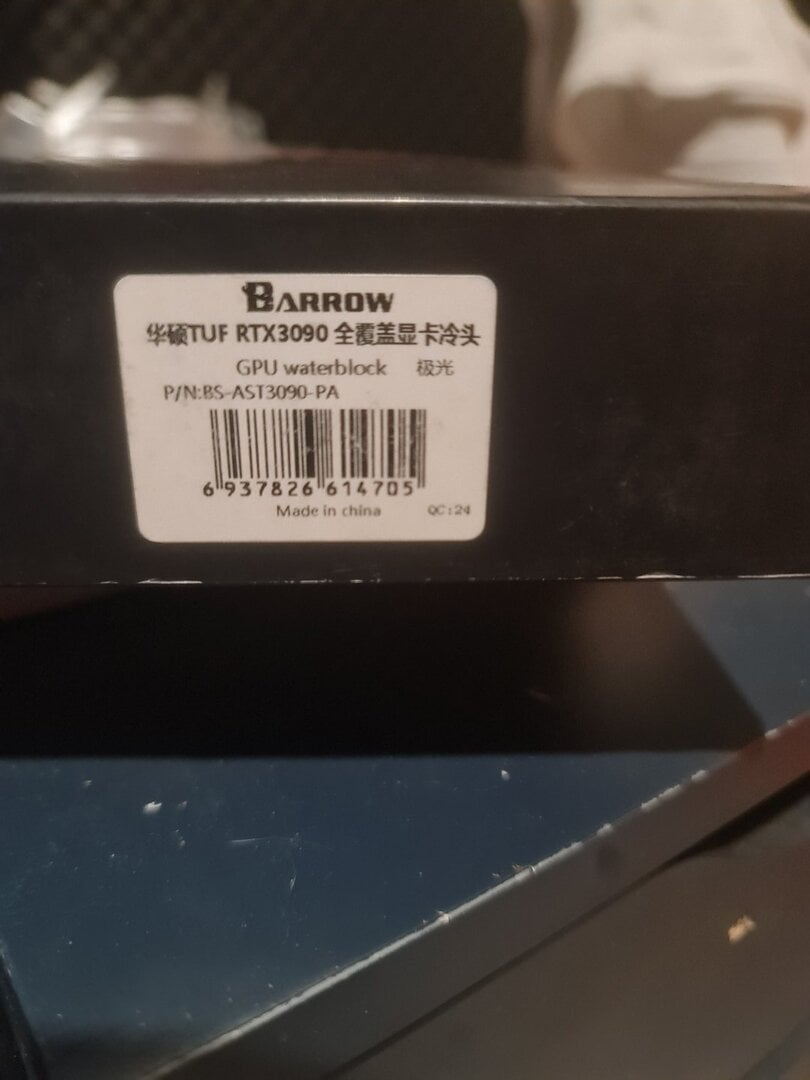 BARROW
华硕TUF RTX3090 全覆盖显卡冷头
GPU waterblock 极光
P/N:BS-AST3090-PA
6 937826 614705
Made in china QC:24